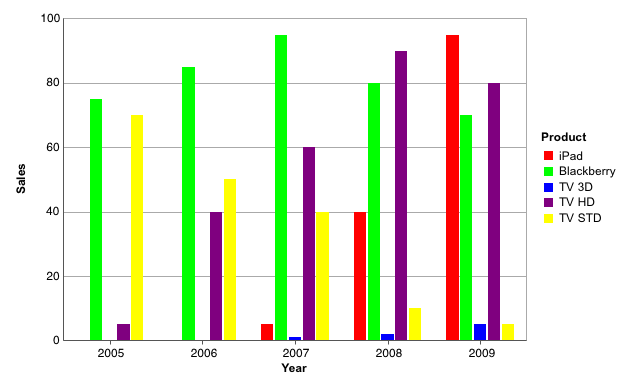 100
80
60
40
20
0
Sales
2005 2006 2007 2008 2009
Year
Product
iPad
Blackberry
TV 3D
TV HD
TV STD